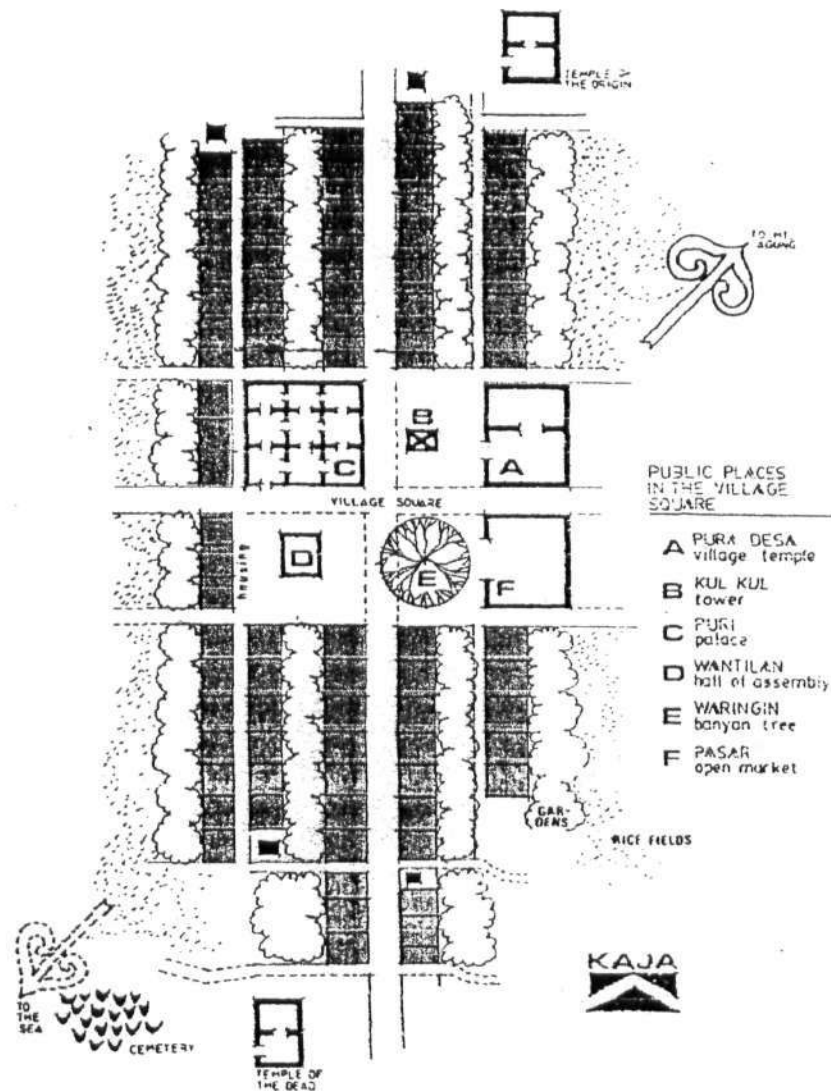 TEMPLE OF
THE ORIGIN
TO MT.
AGUNG
B
C
A
VILLAGE SQUARE
D
E
F
housing
PUBLIC PLACES
IN THE VILLAGE
SQUARE
A PURA DESA
village temple
B KUL KUL
tower
C PURI
palace
D WANTILAN
hall of assembly
E WARINGIN
banyan tree
F PASAR
open market
GAR-
DENS
RICE FIELDS
KAJA
TO
THE
SEA
CEMETERY
TEMPLE OF
THE DEAD